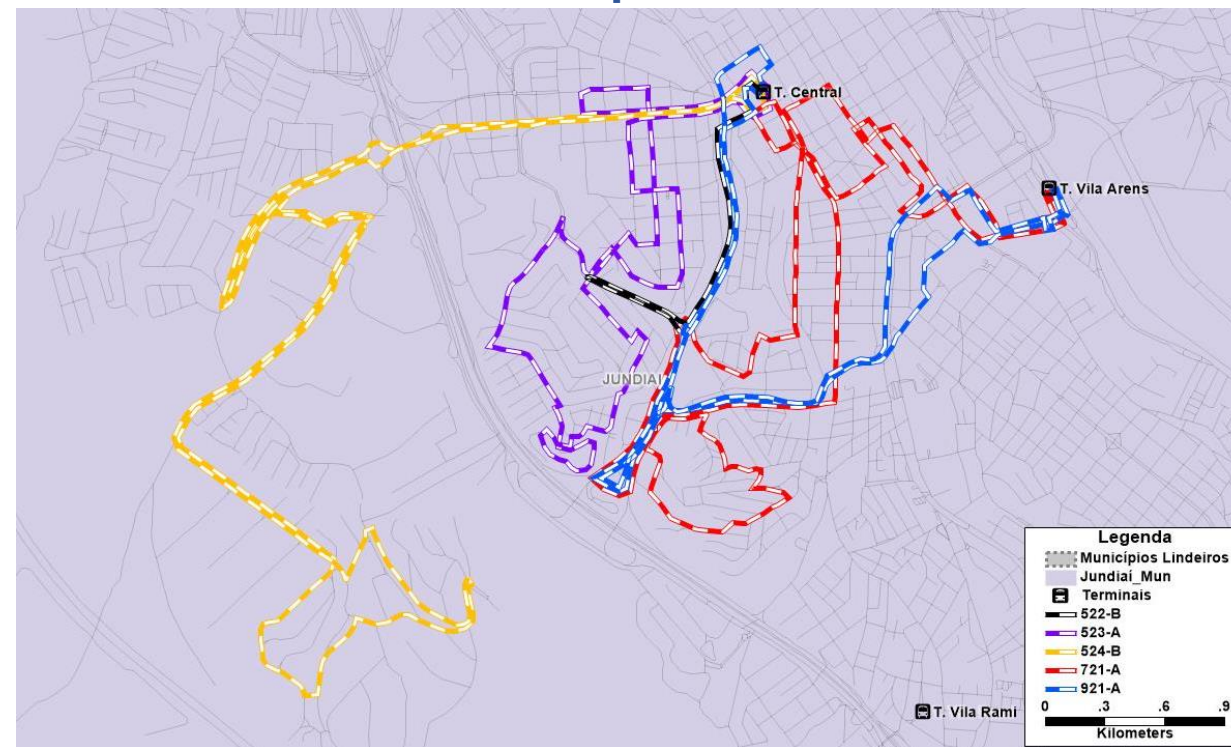 T. Central
T. Vila Arens
JUNDIAI
T. Vila Rami
Legenda
Municípios Lindeiros
Jundiaí_Mun
Terminais
522-B
523-A
524-B
721-A
921-A
0 .3 .6 .9
Kilometers